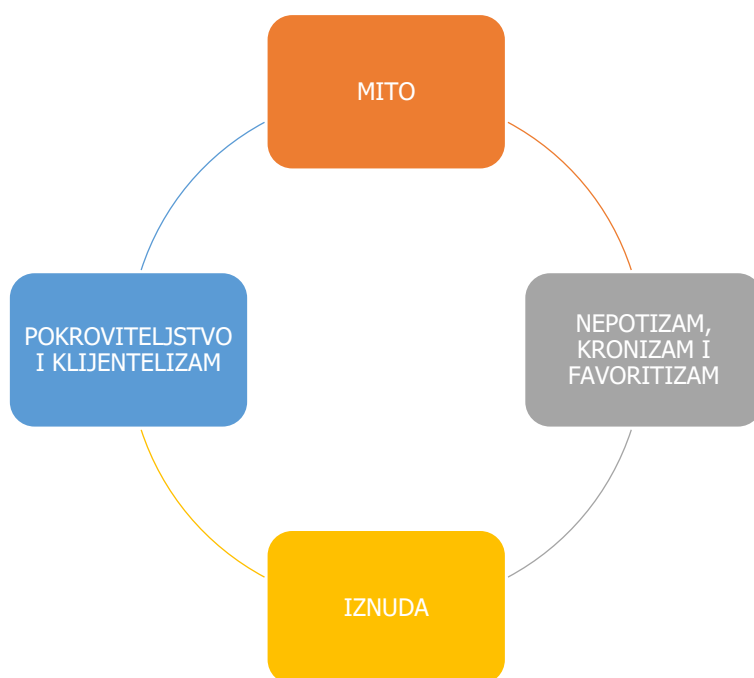 MITO
POKROVITELJSTVO
I KLIJENTELIZAM
NEPOTIZAM,
KRONIZAM I
FAVORITIZAM
IZNUDA